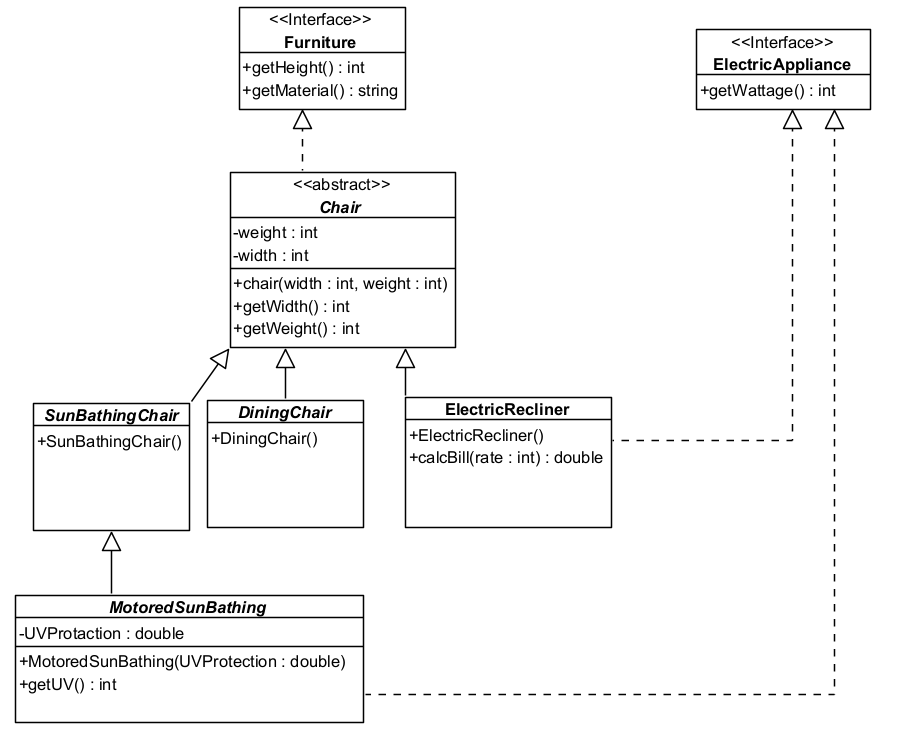 <<Interface>>
Furniture
+getHeight() : int
+getMaterial() : string
<<Interface>>
ElectricAppliance
+getWattage() : int
<<abstract>>
Chair
-weight : int
-width : int
+chair(width : int, weight : int)
+getWidth() : int
+getWeight() : int
SunBathingChair
+SunBathingChair()
DiningChair
+DiningChair()
ElectricRecliner
+ElectricRecliner()
+calcBill(rate : int) : double
MotoredSunBathing
-UVProtaction : double
+MotoredSunBathing(UVProtection : double)
+getUV() : int